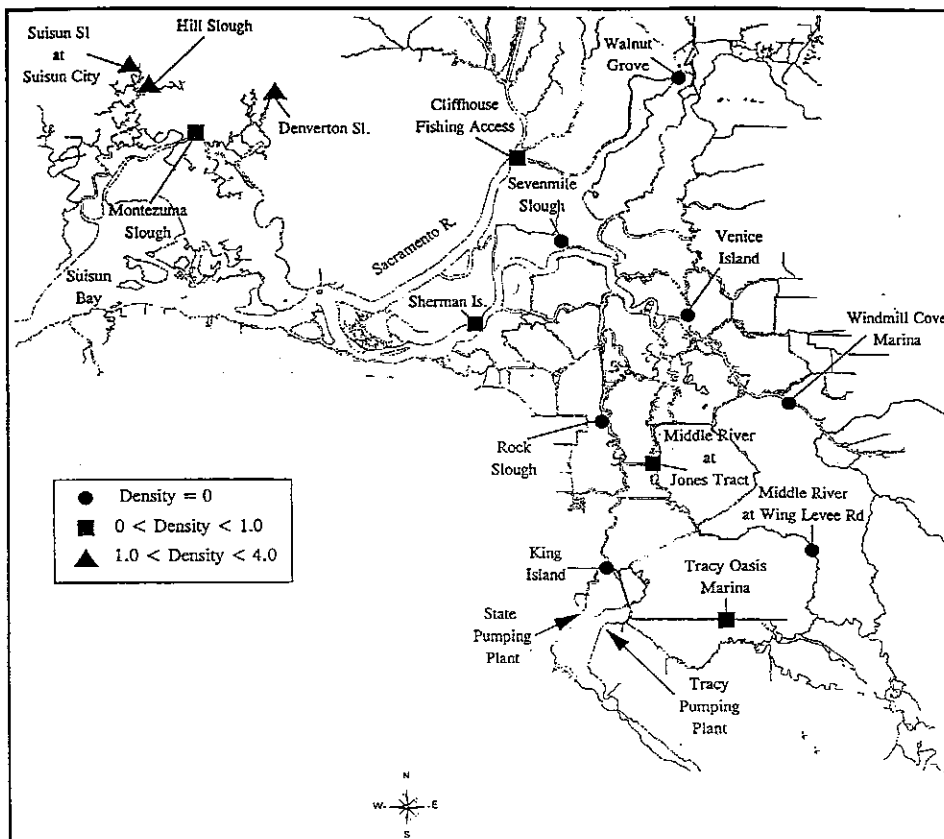 Suisun Sl
at
Suisun City
Hill Slough
Denverton Sl.
Walnut
Grove
Cliffhouse
Fishing Access
Sevenmile
Slough
Montezuma
Slough
Sacramento R.
Venice
Island
Suisun
Bay
Sherman Is.
Windmill Cove
Marina
Rock
Slough
Middle River
at
Jones Tract
Middle River
at Wing Levee Rd
Density = 0
0 < Density < 1.0
1.0 < Density < 4.0
King
Island
Tracy Oasis
Marina
State
Pumping
Plant
Tracy
Pumping
Plant
N
W E
S